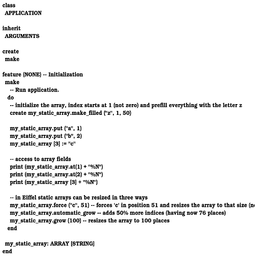 class
APPLICATION
inherit
ARGUMENTS
create
make
feature {NONE} -- Initialization
make
-- Run application.
do
-- initialize the array, index starts at 1 (not zero) and prefill everything with the letter z
create my_static_array.make_filled ("z", 1, 50)
my_static_array.put ("a", 1)
my_static_array.put ("b", 2)
my_static_array [3] := "c"
-- access to array fields
print (my_static_array.at(1) + "%N")
print (my_static_array.at(2) + "%N")
print (my_static_array [3] + "%N")
-- in Eiffel static arrays can be resized in three ways
my_static_array.force ("c", 51) -- forces 'c' in position 51 and resizes the array to that size (n
my_static_array.automatic_grow -- adds 50% more indices (having now 76 places)
my_static_array.grow (100) -- resizes the array to 100 places
end
my_static_array: ARRAY [STRING]
end